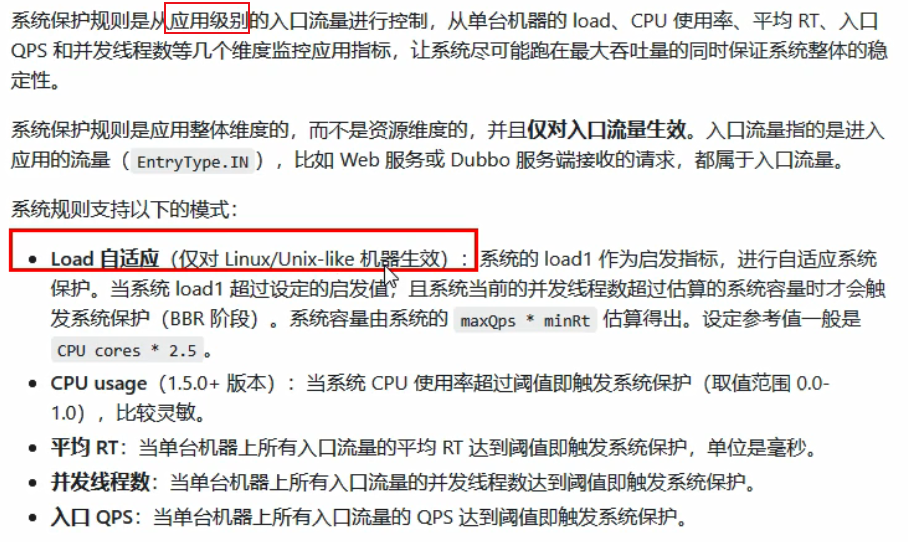 系统保护规则是从应用级别的入口流量进行控制，从单台机器的 load、CPU 使用率、平均 RT、入口
QPS 和并发线程数等几个维度监控应用指标，让系统尽可能跑在最大吞吐量的同时保证系统整体的稳
定性。
系统保护规则是应用整体维度的，而不是资源维度的，并且仅对入口流量生效。入口流量指的是进入
应用的流量（EntryType.IN），比如 Web 服务或 Dubbo 服务端接收的请求，都属于入口流量。
系统规则支持以下的模式：
• Load 自适应（仅对 Linux/Unix-like 机器生效）：系统的 load1 作为启发指标，进行自适应系统
保护。当系统 load1 超过设定的启发值，且系统当前的并发线程数超过估算的系统容量时才会触
发系统保护（BBR 阶段）。系统容量由系统的 maxQps * minRt 估算得出。设定参考值一般是
CPU cores * 2.5。
• CPU usage（1.5.0+ 版本）：当系统 CPU 使用率超过阈值即触发系统保护（取值范围 0.0-
1.0），比较灵敏。
• 平均 RT：当单台机器上所有入口流量的平均 RT 达到阈值即触发系统保护，单位是毫秒。
• 并发线程数：当单台机器上所有入口流量的并发线程数达到阈值即触发系统保护。
• 入口 QPS：当单台机器上所有入口流量的 QPS 达到阈值即触发系统保护。